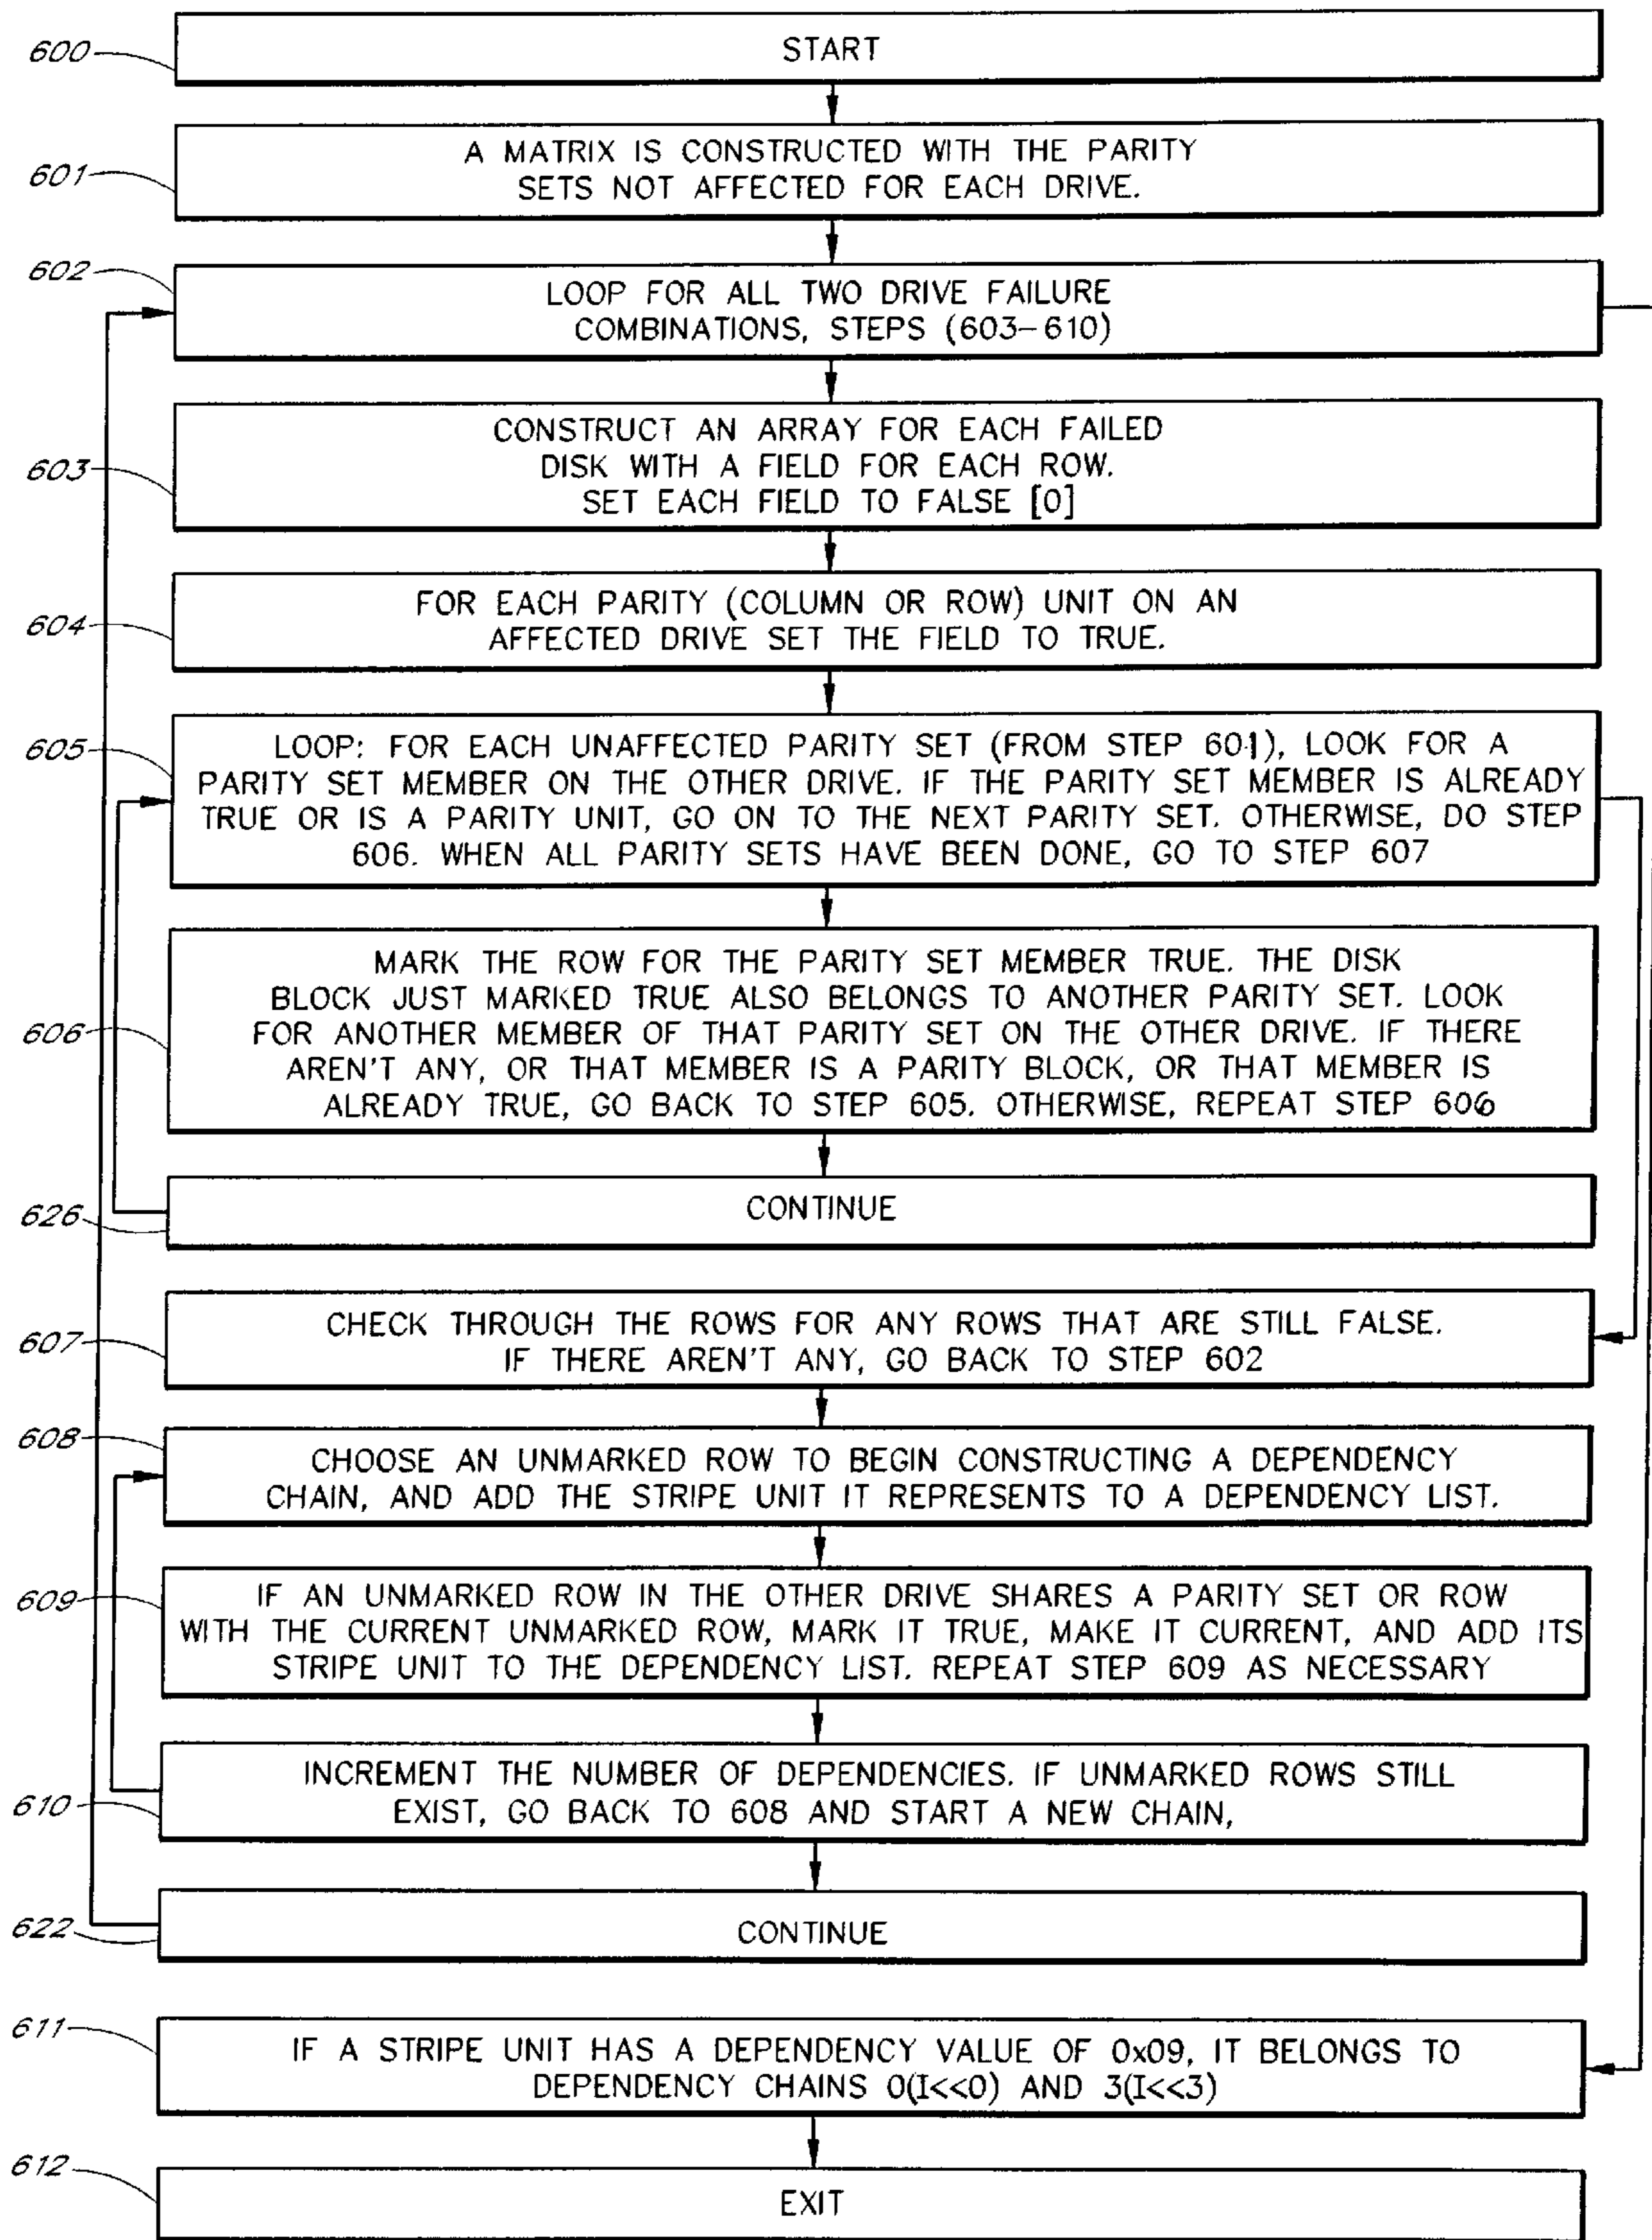 600
START
601
A MATRIX IS CONSTRUCTED WITH THE PARITY
SETS NOT AFFECTED FOR EACH DRIVE.
602
LOOP FOR ALL TWO DRIVE FAILURE
COMBINATIONS, STEPS (603-610)
603
CONSTRUCT AN ARRAY FOR EACH FAILED
DISK WITH A FIELD FOR EACH ROW.
SET EACH FIELD TO FALSE [0]
604
FOR EACH PARITY (COLUMN OR ROW) UNIT ON AN
AFFECTED DRIVE SET THE FIELD TO TRUE.
605
LOOP: FOR EACH UNAFFECTED PARITY SET (FROM STEP 601), LOOK FOR A
PARITY SET MEMBER ON THE OTHER DRIVE. IF THE PARITY SET MEMBER IS ALREADY
TRUE OR IS A PARITY UNIT, GO ON TO THE NEXT PARITY SET. OTHERWISE, DO STEP
606. WHEN ALL PARITY SETS HAVE BEEN DONE, GO TO STEP 607
606
MARK THE ROW FOR THE PARITY SET MEMBER TRUE. THE DISK
BLOCK JUST MARKED TRUE ALSO BELONGS TO ANOTHER PARITY SET. LOOK
FOR ANOTHER MEMBER OF THAT PARITY SET ON THE OTHER DRIVE. IF THERE
AREN'T ANY, OR THAT MEMBER IS A PARITY BLOCK, OR THAT MEMBER IS
ALREADY TRUE, GO BACK TO STEP 605. OTHERWISE, REPEAT STEP 606
626
CONTINUE
607
CHECK THROUGH THE ROWS FOR ANY ROWS THAT ARE STILL FALSE.
IF THERE AREN'T ANY, GO BACK TO STEP 602
608
CHOOSE AN UNMARKED ROW TO BEGIN CONSTRUCTING A DEPENDENCY
CHAIN, AND ADD THE STRIPE UNIT IT REPRESENTS TO A DEPENDENCY LIST.
609
IF AN UNMARKED ROW IN THE OTHER DRIVE SHARES A PARITY SET OR ROW
WITH THE CURRENT UNMARKED ROW, MARK IT TRUE, MAKE IT CURRENT, AND ADD ITS
STRIPE UNIT TO THE DEPENDENCY LIST. REPEAT STEP 609 AS NECESSARY
610
INCREMENT THE NUMBER OF DEPENDENCIES. IF UNMARKED ROWS STILL
EXIST, GO BACK TO 608 AND START A NEW CHAIN,
622
CONTINUE
611
IF A STRIPE UNIT HAS A DEPENDENCY VALUE OF 0x09, IT BELONGS TO
DEPENDENCY CHAINS 0(I<<0) AND 3(I<<3)
612
EXIT